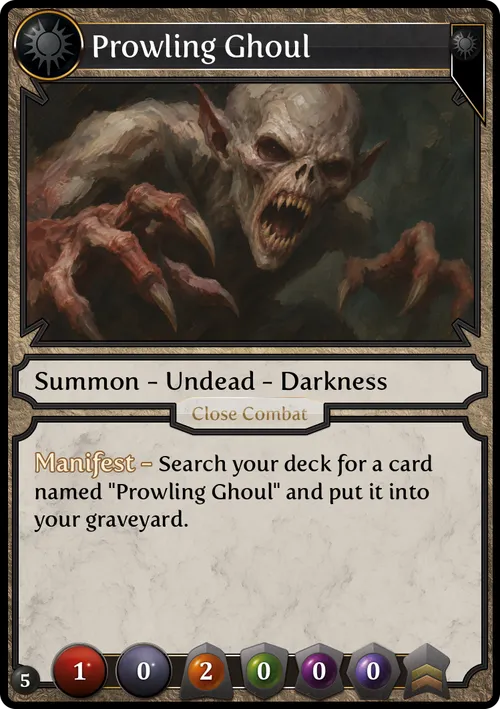 Prowling Ghoul
Summon - Undead - Darkness
Close Combat
Manifest - Search your deck for a card
named "Prowling Ghoul" and put it into
your graveyard.
5 1* 0* 2 0 0 0